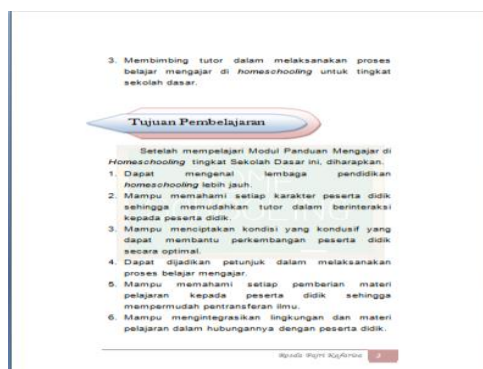 3. Membimbing tutor dalam melaksanakan proses
belajar mengajar di homeschooling untuk tingkat
sekolah dasar.
Tujuan Pembelajaran
Setelah mempelajari Modul Panduan Mengajar di
Homeschooling tingkat Sekolah Dasar ini, diharapkan.
1. Dapat mengenal lembaga pendidikan
homeschooling lebih jauh.
2. Mampu memahami setiap karakter peserta didik
sehingga memudahkan tutor dalam berinteraksi
kepada peserta didik.
3. Mampu menciptakan kondisi yang kondusif yang
dapat membantu perkembangan peserta didik
secara optimal.
4. Dapat dijadikan petunjuk dalam melaksanakan
proses belajar mengajar.
5. Mampu memahami setiap pemberian materi
pelajaran kepada peserta didik sehingga
mempermudah pentransferan ilmu.
6. Mampu mengintegrasikan lingkungan dan materi
pelajaran dalam hubungannya dengan peserta didik.
3